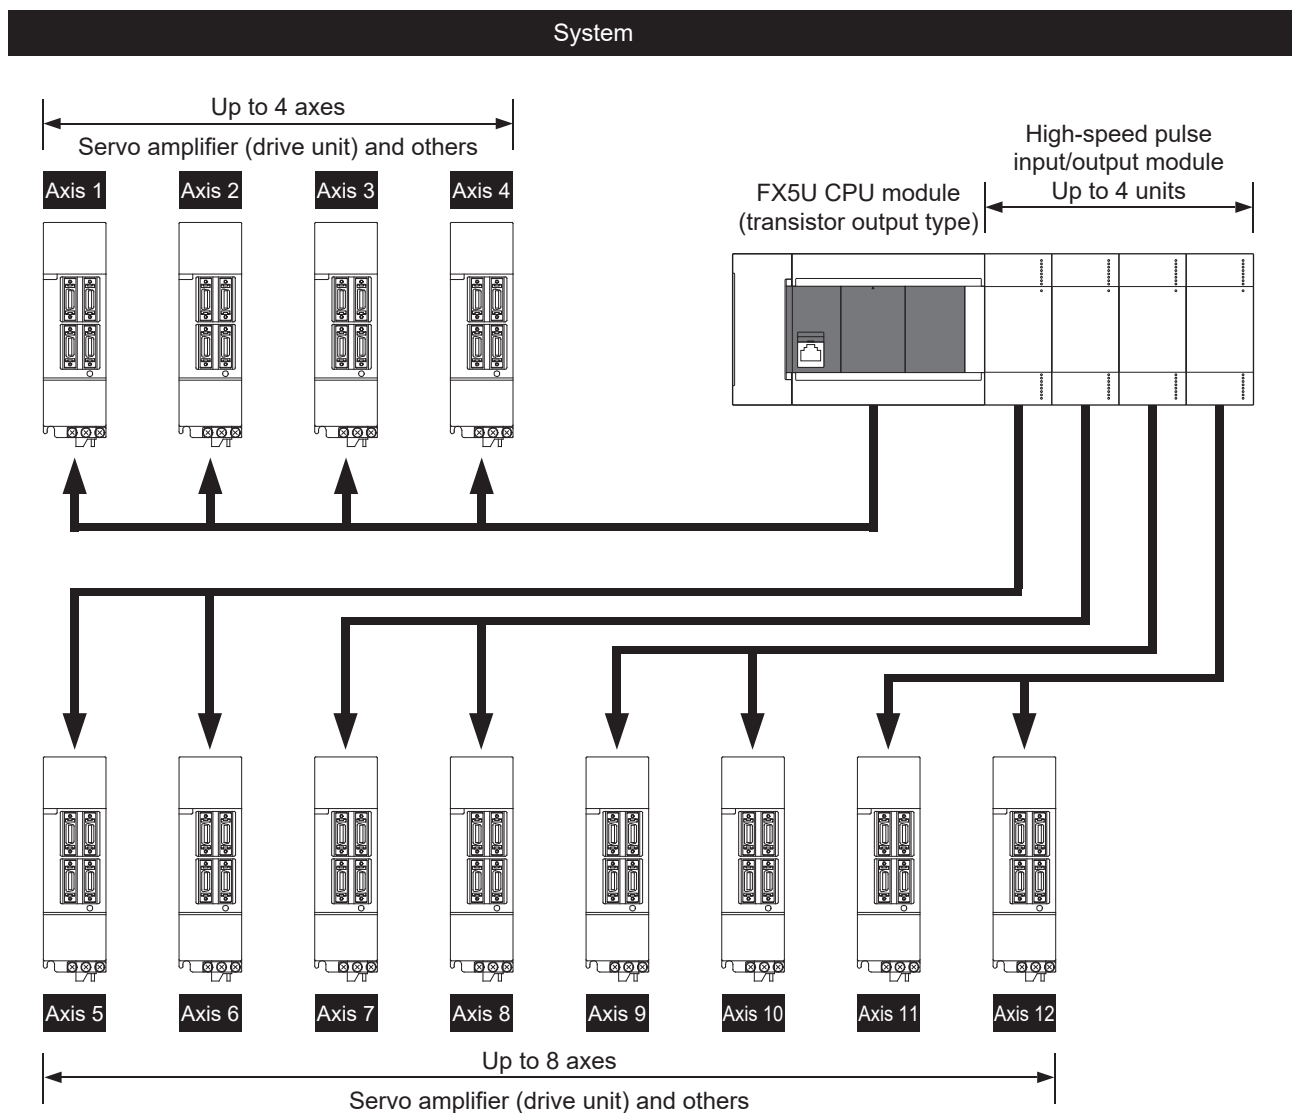 System
Up to 4 axes
Servo amplifier (drive unit) and others
Axis 1
Axis 2
Axis 3
Axis 4
High-speed pulse
input/output module
Up to 4 units
FX5U CPU module
(transistor output type)
Axis 5
Axis 6
Axis 7
Axis 8
Axis 9
Axis 10
Axis 11
Axis 12
Up to 8 axes
Servo amplifier (drive unit) and others